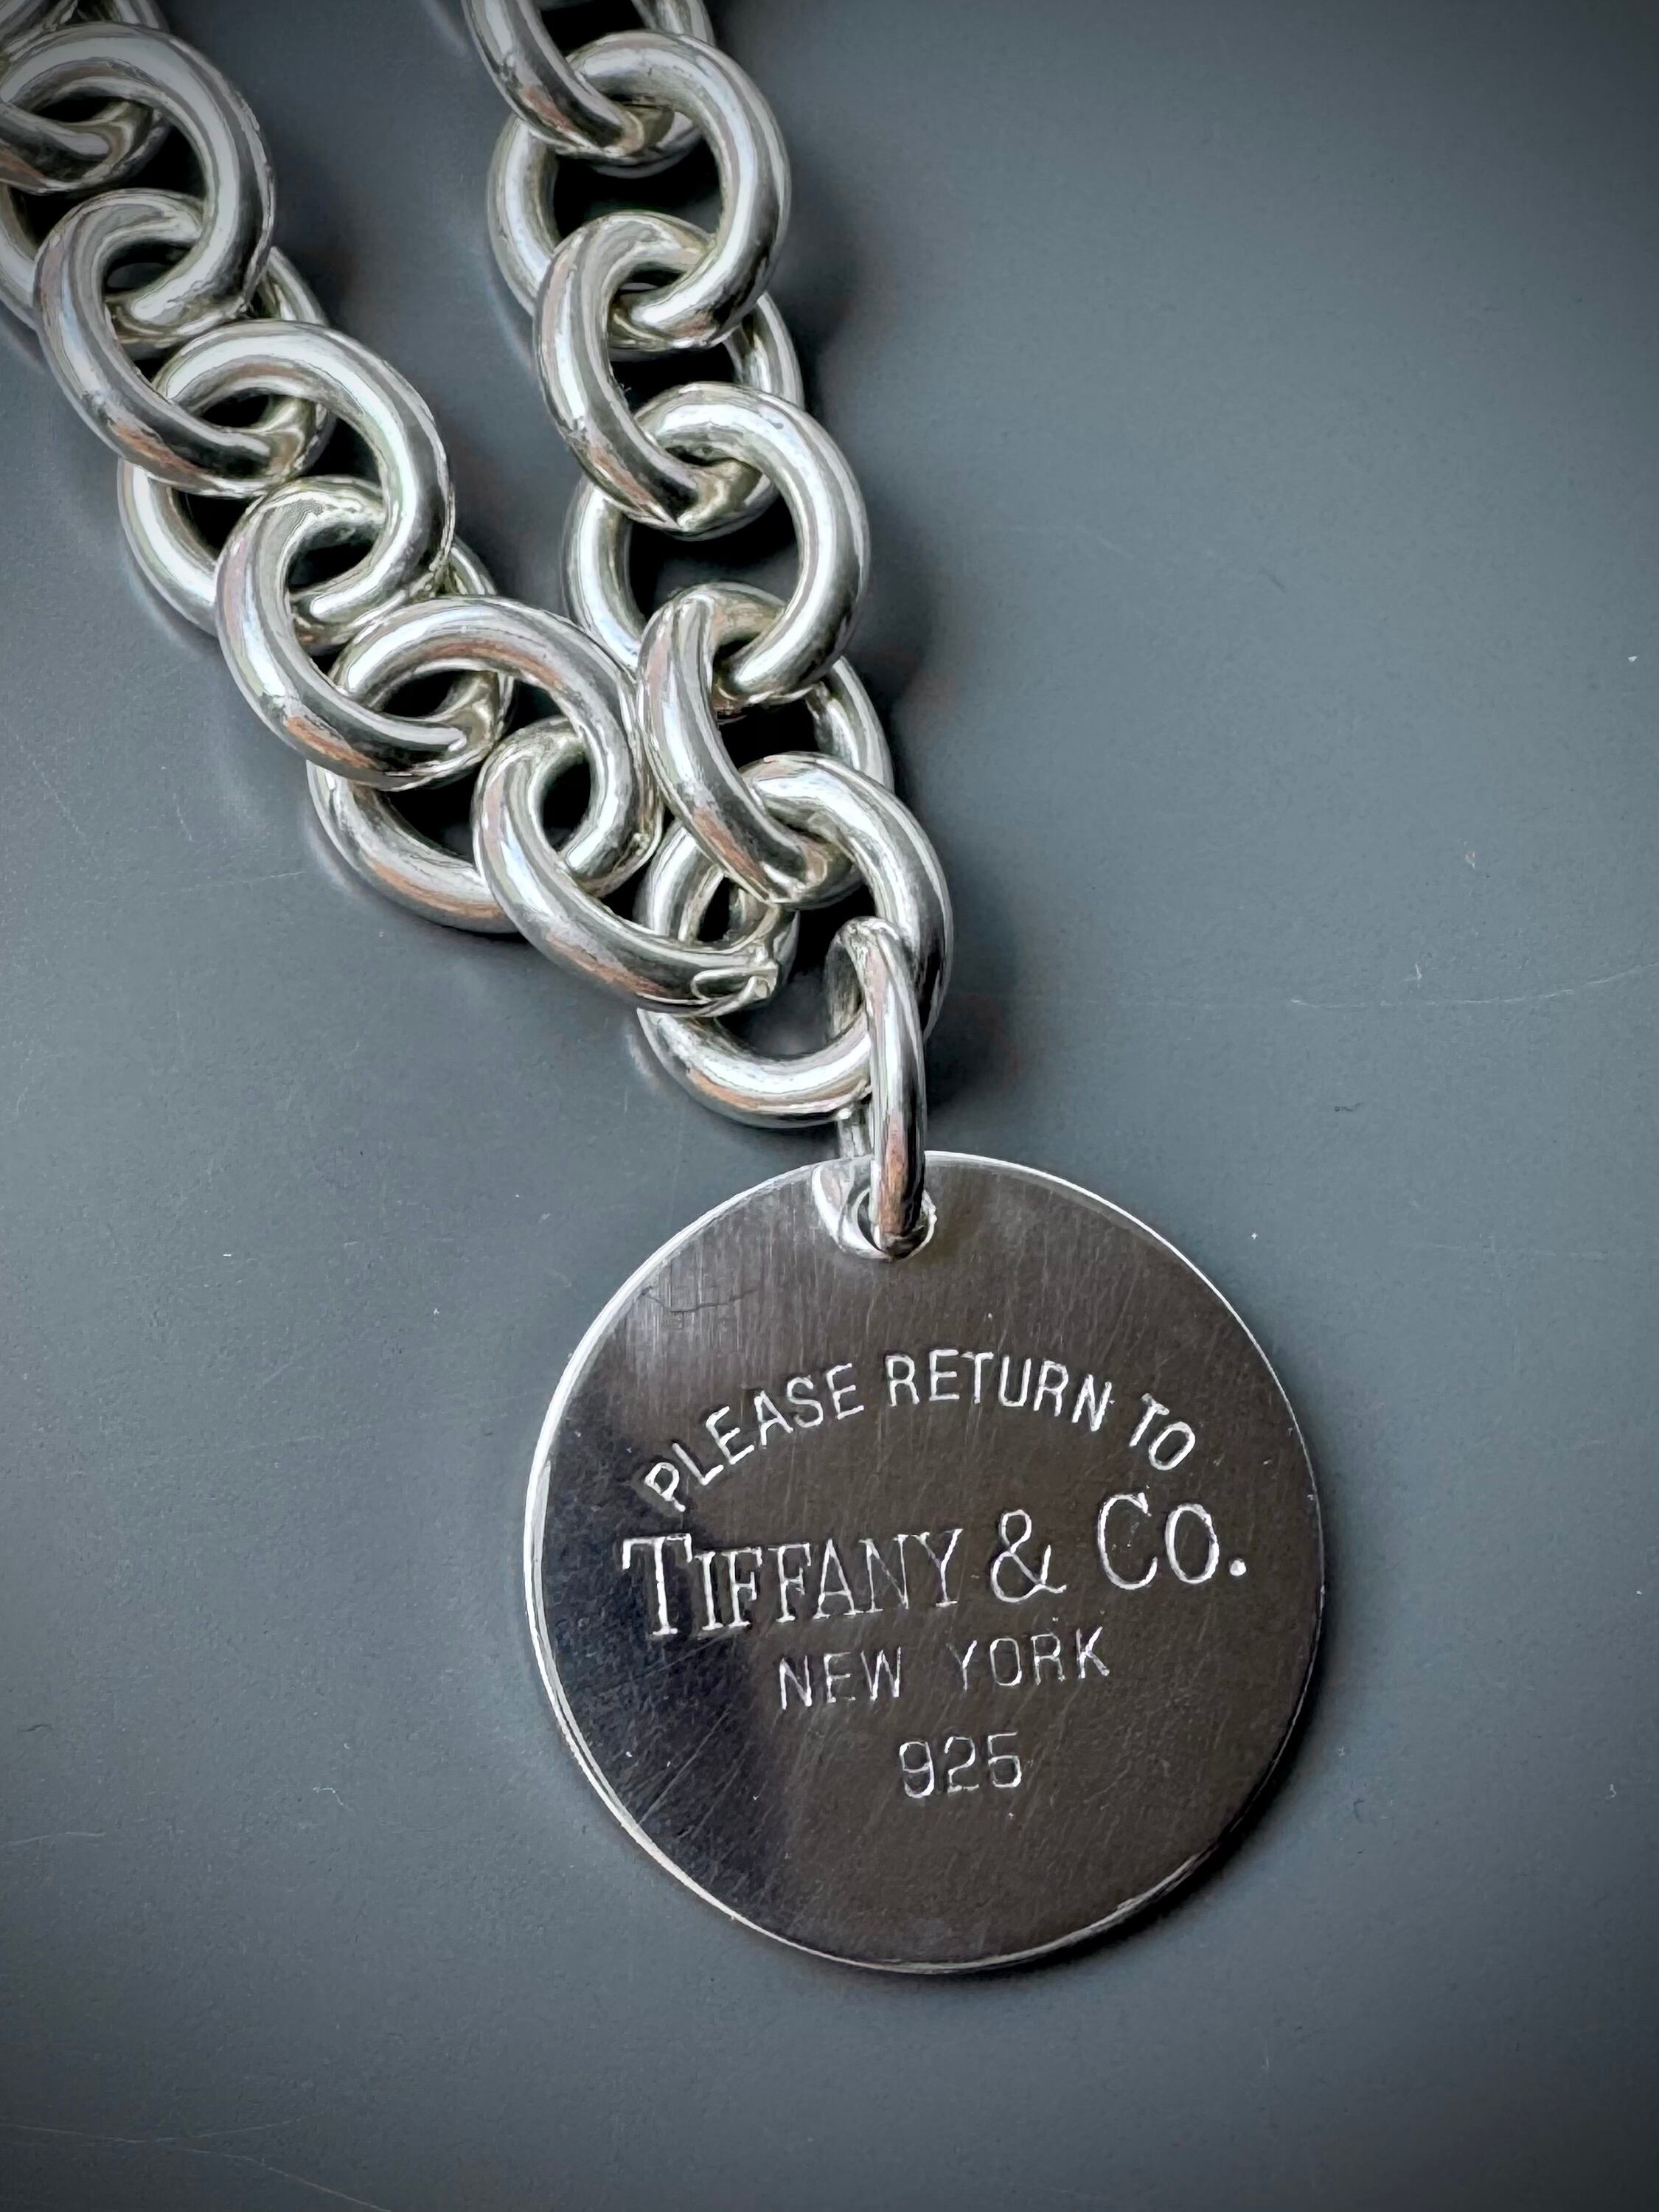 PLEASE RETURN TO
TIFFANY & CO.
NEW YORK
925